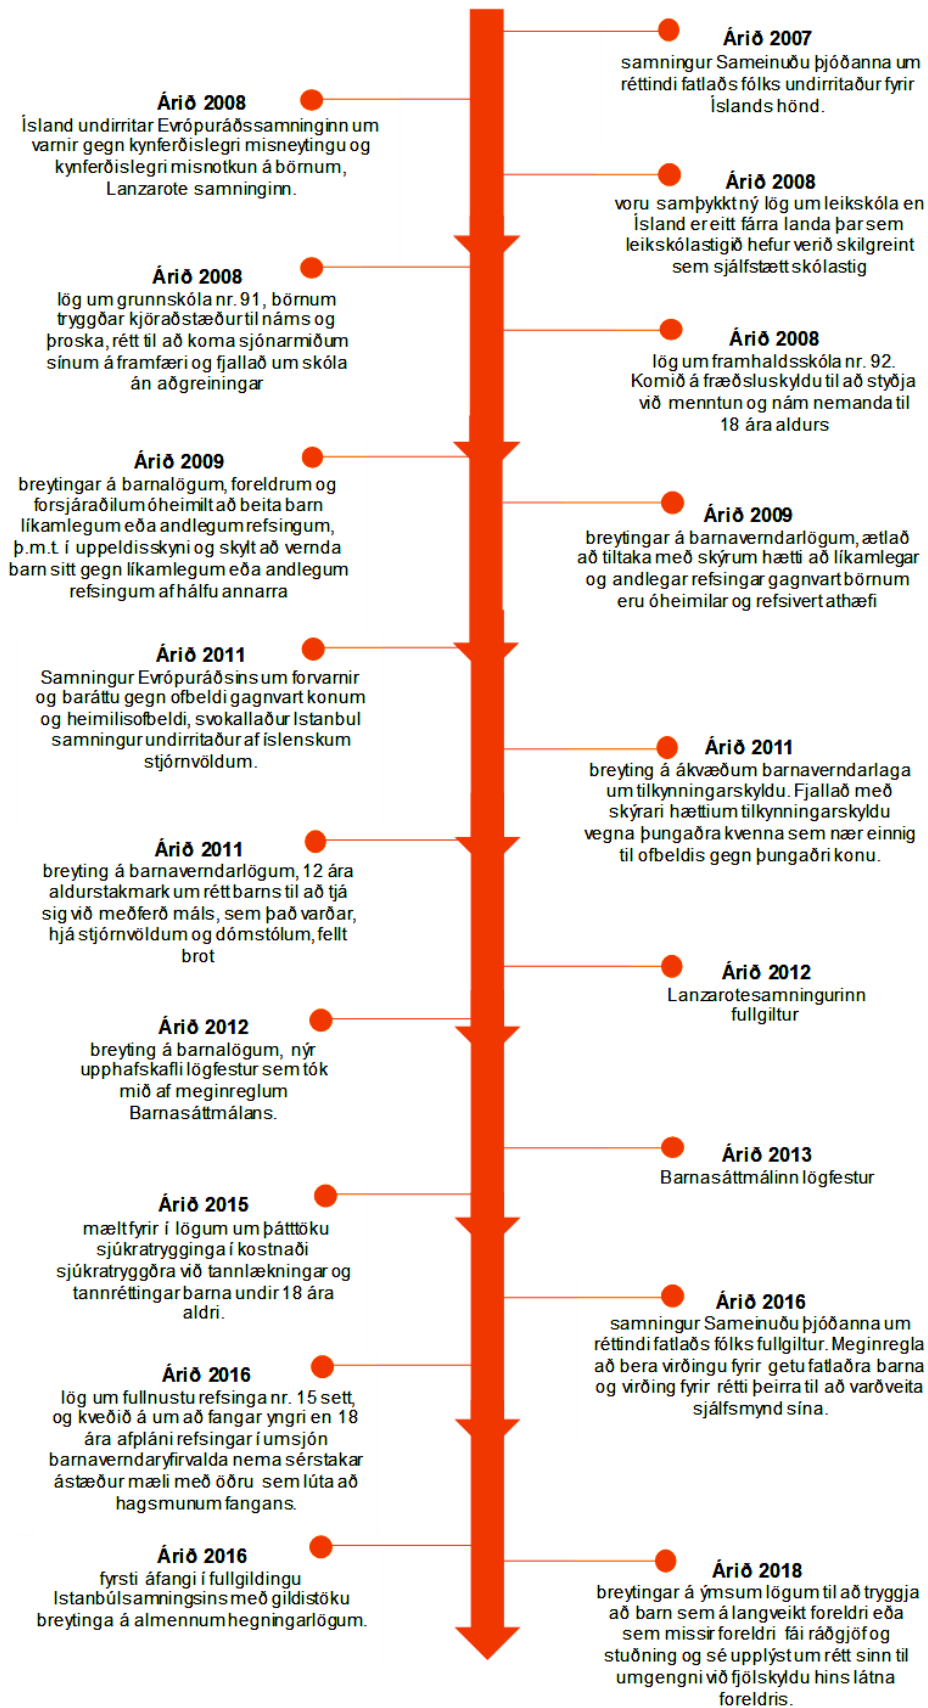 Árið 2007
samningur Sameinuðu þjóðanna um
réttindi fatlaðs fólks undirritaður fyrir
Íslands hönd.
Árið 2008
Ísland undirritar Evrópuráðssamninginn um
varnir gegn kynferðislegri misneytingu og
kynferðislegri misnotkun á börnum,
Lanzarote samninginn.
Árið 2008
voru samþykkt ný lög um leikskóla en
Ísland er eitt fárra landa þar sem
leikskólastigið hefur verið skilgreint
sem sjálfstætt skólastig
Árið 2008
lög um grunnskóla nr. 91, börnum
tryggðar kjöraðstæður til náms og
þroska, rétt til að koma sjónarmiðum
sínum á framfæri og fjallað um skóla
án aðgreiningar
Árið 2008
lög um framhaldsskóla nr. 92.
Komið á fræðsluskyldu til að styðja
við menntun og nám nemanda til
18 ára aldurs
Árið 2009
breytingar á barnalögum, foreldrum og
forsjáraðilum óheimilt að beita barn
líkamlegum eða andlegum refsingum,
þ.m.t. í uppeldisskyni og skylt að vernda
barn sitt gegn líkamlegum eða andlegum
refsingum af hálfu annarra
Árið 2009
breytingar á barnaverndarlögum, ætlað
að tiltaka með skýrum hætti að líkamlegar
og andlegar refsingar gagnvart börnum
eru óheimilar og refsivert athæfi
Árið 2011
Samningur Evrópuráðsins um forvarnir
og baráttu gegn ofbeldi gagnvart konum
og heimilisofbeldi, svokallaður Istanbul
samningur undirritaður af íslenskum
stjórnvöldum.
Árið 2011
breyting á ákvæðum barnaverndarlaga
um tilkynningarskyldu. Fjallað með
skýrari hættium tilkynningarskyldu
vegna þungaðra kvenna sem nær einnig
til ofbeldis gegn þungaðri konu.
Árið 2011
breyting á barnaverndarlögum, 12 ára
aldurstakmark um rétt barns til að tjá
sig við meðferð máls, sem það varðar,
hjá stjórnvöldum og dómstólum, fellt
brot
Árið 2012
Lanzarotesamningurinn
fullgiltur
Árið 2012
breyting á barnalögum, nýr
upphafskafli lögfestur sem tók
mið af meginreglum
Barnasáttmálans.
Árið 2013
Barnasáttmálinn lögfestur
Árið 2015
mælt fyrir í lögum um þátttöku
sjúkratrygginga í kostnaði
sjúkratryggðra við tannlækningar og
tannréttingar barna undir 18 ára
aldri.
Árið 2016
samningur Sameinuðu þjóðanna um
réttindi fatlaðs fólks fullgiltur. Meginregla
að bera virðingu fyrir getu fatlaðra barna
og virðing fyrir rétti þeirra til að varðveita
sjálfsmynd sína.
Árið 2016
lög um fullnustu refsinga nr. 15 sett,
og kveðið á um að fangar yngri en 18
ára afpláni refsingar í umsjón
barnaverndaryfirvalda nema sérstakar
ástæður mæli með öðru sem lúta að
hagsmunum fangans.
Árið 2016
fyrsti áfangi í fullgildingu
Istanbúlsamningsins með gildistöku
breytinga á almennum hegningarlögum.
Árið 2018
breytingar á ýmsum lögum til að tryggja
að barn sem á langveikt foreldri eða
sem missir foreldri fái ráðgjöf og
stuðning og sé upplýst um rétt sinn til
umgengni við fjölskyldu hins látna
foreldris.